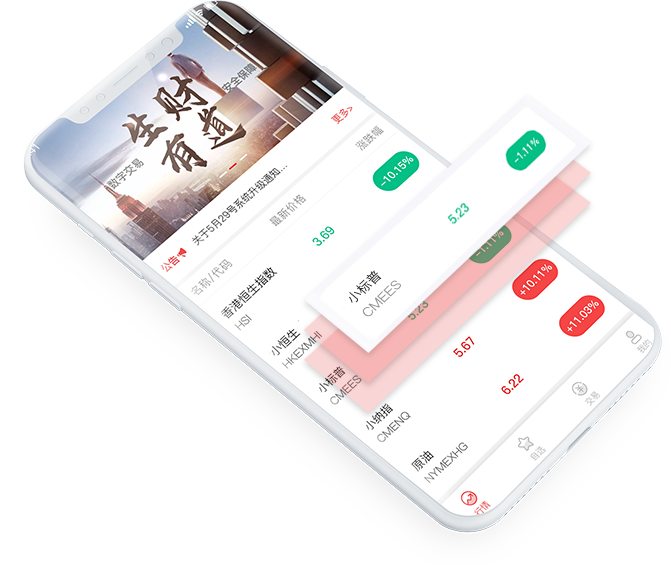 安全保障
生财
有道
数字交易
公告 关于5月29号系统升级通知... 更多>
名称/代码 最新价格 涨跌幅
香港恒生指数 3.69 -10.15%
HSI
小恒生
HKEXMHI
小标普 5.23 -1.11%
CMEES
小标普 5.23 -1.11%
CMEES
小纳指 5.67 +10.11%
CMENQ
原油 6.22 +11.03%
NYMEXHG
行情 自选 交易 我的